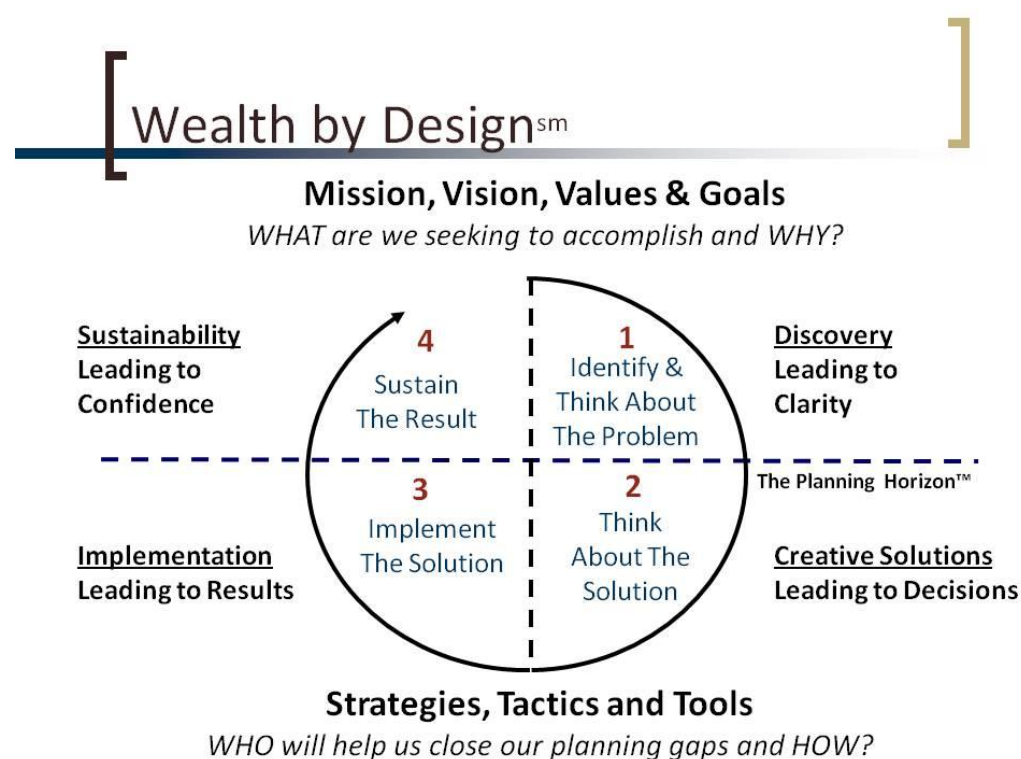 Wealth by Design℠
Mission, Vision, Values & Goals
WHAT are we seeking to accomplish and WHY?
Sustainability
Leading to
Confidence
4
Sustain
The Result
1
Identify &
Think About
The Problem
Discovery
Leading to
Clarity
The Planning Horizon™
Implementation
Leading to Results
3
Implement
The Solution
2
Think
About The
Solution
Creative Solutions
Leading to Decisions
Strategies, Tactics and Tools
WHO will help us close our planning gaps and HOW?